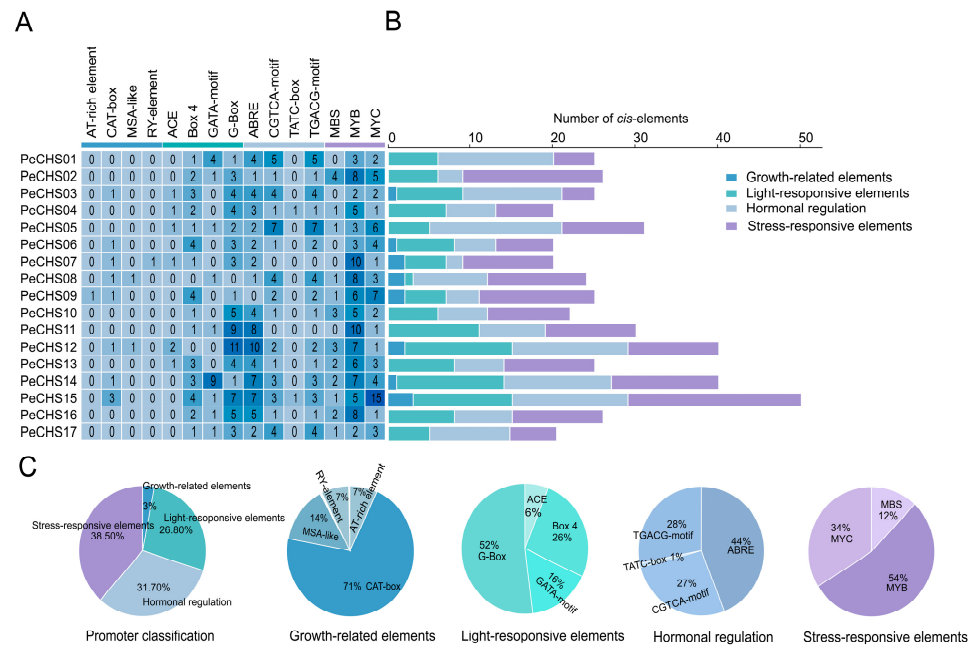 A
B
AT-rich element
CAT-box
MSA-like
RY-element
ACE
Box 4
GATA-motif
G-Box
ABRE
CGTCA-motif
TATC-box
TGACG-motif
MBS
MYB
MYC
Number of cis-elements
0 10 20 30 40 50
PeCHS01 0 0 0 0 0 1 4 1 4 5 0 5 0 3 2
PeCHS02 0 0 0 0 0 2 1 3 1 1 0 1 4 8 5
PeCHS03 0 1 0 0 1 3 0 4 4 4 0 4 0 2 2
PeCHS04 0 0 0 0 1 2 0 4 3 1 1 1 1 5 1
PeCHS05 0 0 0 0 1 1 1 2 2 7 0 7 1 3 6
PeCHS06 0 1 0 0 0 4 0 3 2 1 0 2 0 3 4
PeCHS07 0 1 0 1 1 1 0 3 2 0 0 0 0 10 1
PeCHS08 0 1 1 0 0 0 1 0 1 4 0 4 1 8 3
PeCHS09 1 1 0 0 0 4 0 1 0 2 0 2 1 6 7
PeCHS10 0 0 0 0 0 1 0 5 4 1 0 1 3 5 2
PeCHS11 0 0 0 0 0 1 1 9 8 0 0 0 0 10 1
PeCHS12 0 1 1 0 2 0 0 11 10 2 0 2 3 7 1
PeCHS13 0 0 0 0 1 3 0 4 4 1 0 1 2 6 3
PeCHS14 0 1 0 0 0 3 9 1 7 3 0 3 2 7 4
PeCHS15 0 3 0 0 0 4 1 7 7 3 1 3 1 5 15
PeCHS16 0 0 0 0 0 2 1 5 5 1 0 1 2 8 1
PeCHS17 0 0 0 0 0 1 1 3 2 4 0 4 1 2 3
Growth-related elements
Light-resoponsive elements
Hormonal regulation
Stress-responsive elements
C
Growth-related elements
3%
Light-resoponsive elements
26.80%
Stress-responsive elements
38.50%
31.70%
Hormonal regulation
Promoter classification
RY-element
7%
7%
AT-rich element
14%
MSA-like
71% CAT-box
Growth-related elements
ACE
6%
Box 4
26%
52%
G-Box
16%
GATA-motif
Light-resoponsive elements
28%
TGACG-motif
44%
ABRE
TATC-box 1%
27%
CGTCA-motif
Hormonal regulation
MBS
12%
34%
MYC
54%
MYB
Stress-responsive elements